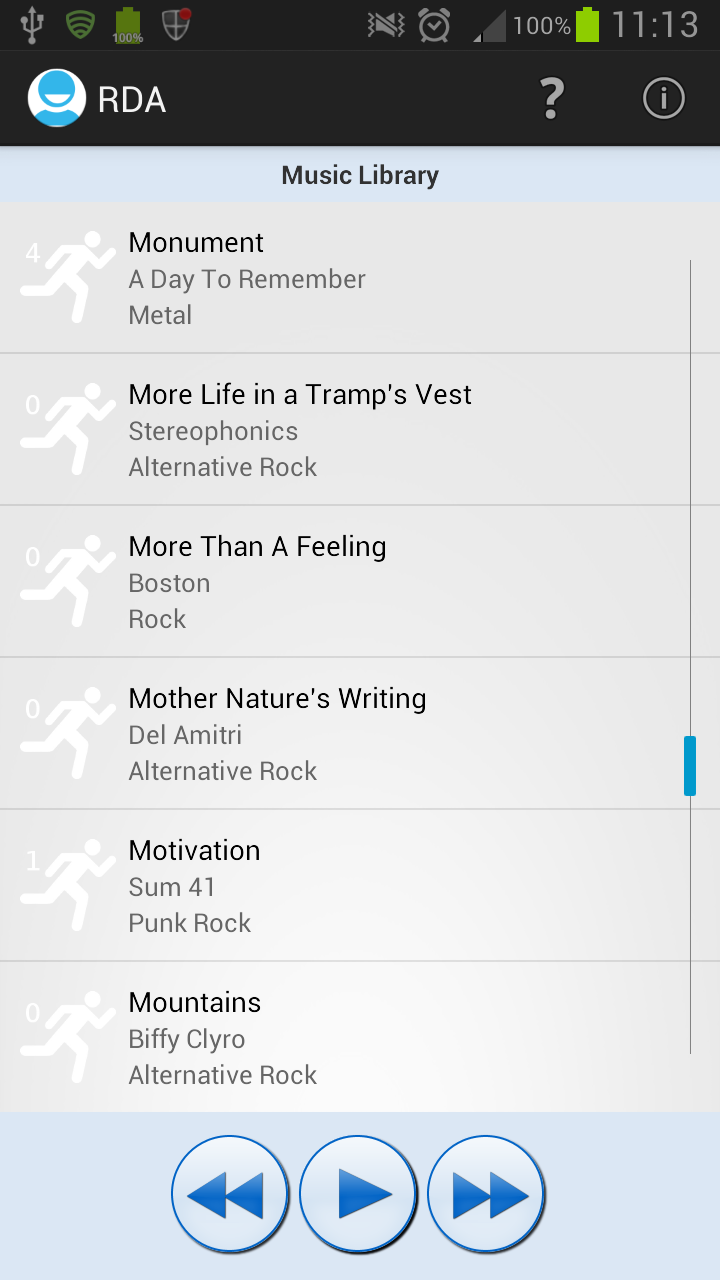 100%
100%
11:13
RDA
?
i
Music Library
4
Monument
A Day To Remember
Metal
0
More Life in a Tramp's Vest
Stereophonics
Alternative Rock
0
More Than A Feeling
Boston
Rock
0
Mother Nature's Writing
Del Amitri
Alternative Rock
1
Motivation
Sum 41
Punk Rock
0
Mountains
Biffy Clyro
Alternative Rock